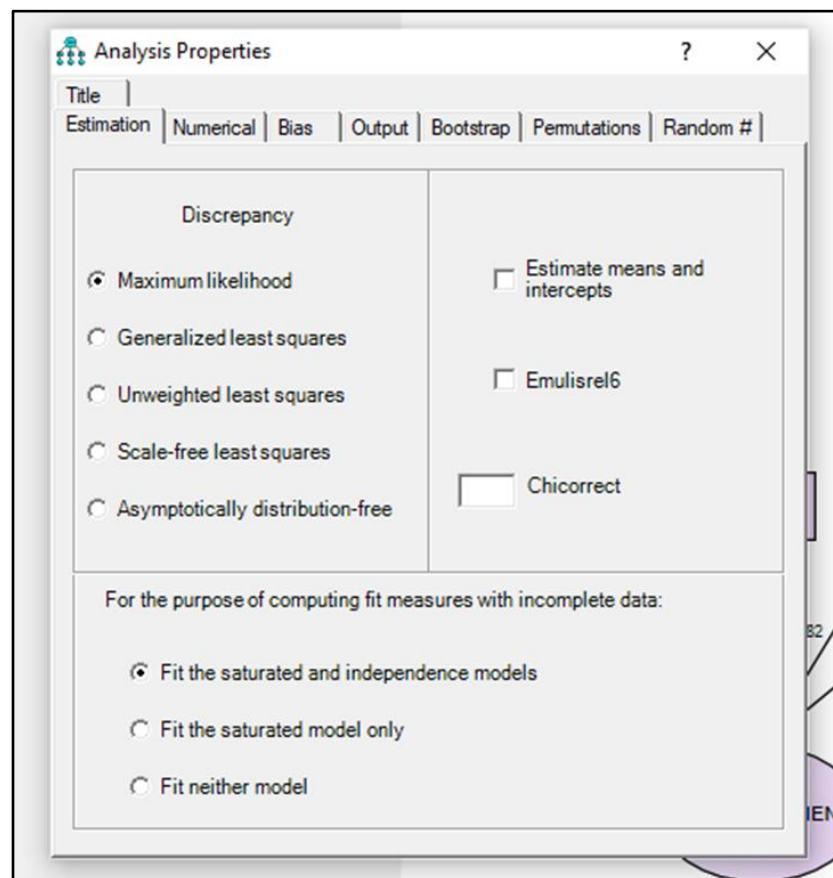 Analysis Properties ?
Title
Estimation Numerical Bias Output Bootstrap Permutations Random #
Discrepancy
Maximum likelihood
Generalized least squares
Unweighted least squares
Scale-free least squares
Asymptotically distribution-free
Estimate means and
intercepts
Emulisrel6
Chicorrect
For the purpose of computing fit measures with incomplete data:
Fit the saturated and independence models
Fit the saturated model only
Fit neither model
82